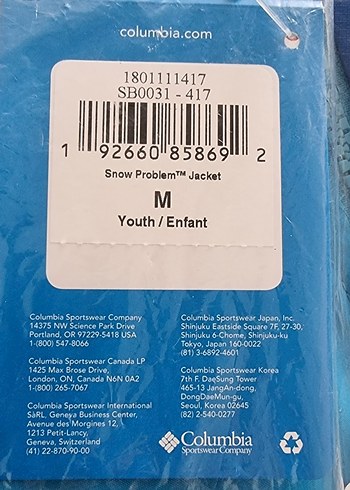 columbia.com
1801111417
SB0031 - 417
1 92660 85869 2
Snow Problem™ Jacket
M
Youth / Enfant
Columbia Sportswear Company
14375 NW Science Park Drive
Portland, OR 97229-5418 USA
1-(800) 547-8066
Columbia Sportswear Canada LP
1425 Max Brose Drive,
London, ON, Canada N6N 0A2
1-(800) 265-7067
Columbia Sportswear International
SàRL, Geneva Business Center,
Avenue des Morgines 12,
1213 Petit-Lancy,
Geneva, Switzerland
(41) 22-870-90-00
Columbia Sportswear Japan, Inc.
Shinjuku Eastside Square 7F, 27-30,
Shinjuku 6-Chome, Shinjuku-ku
Tokyo, Japan 160-0022
(81) 3-6892-4601
Columbia Sportswear Korea
7th F. DaeSung Tower
465-13 JangAn-dong,
DongDaeMun-gu,
Seoul, Korea 02645
(82) 2-540-0277
Columbia
Sportswear Company